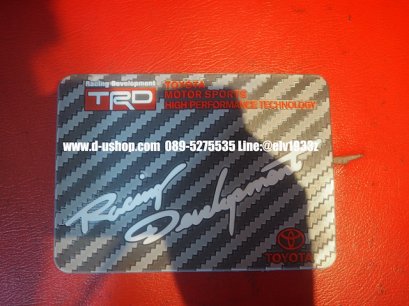 Racing Development
TRD
TOYOTA
MOTOR SPORTS
HIGH PERFORMANCE TECHNOLOGY
www.d-ushop.com 089-5275535 Line:@elv1833z
Racing
Development
TOYOTA